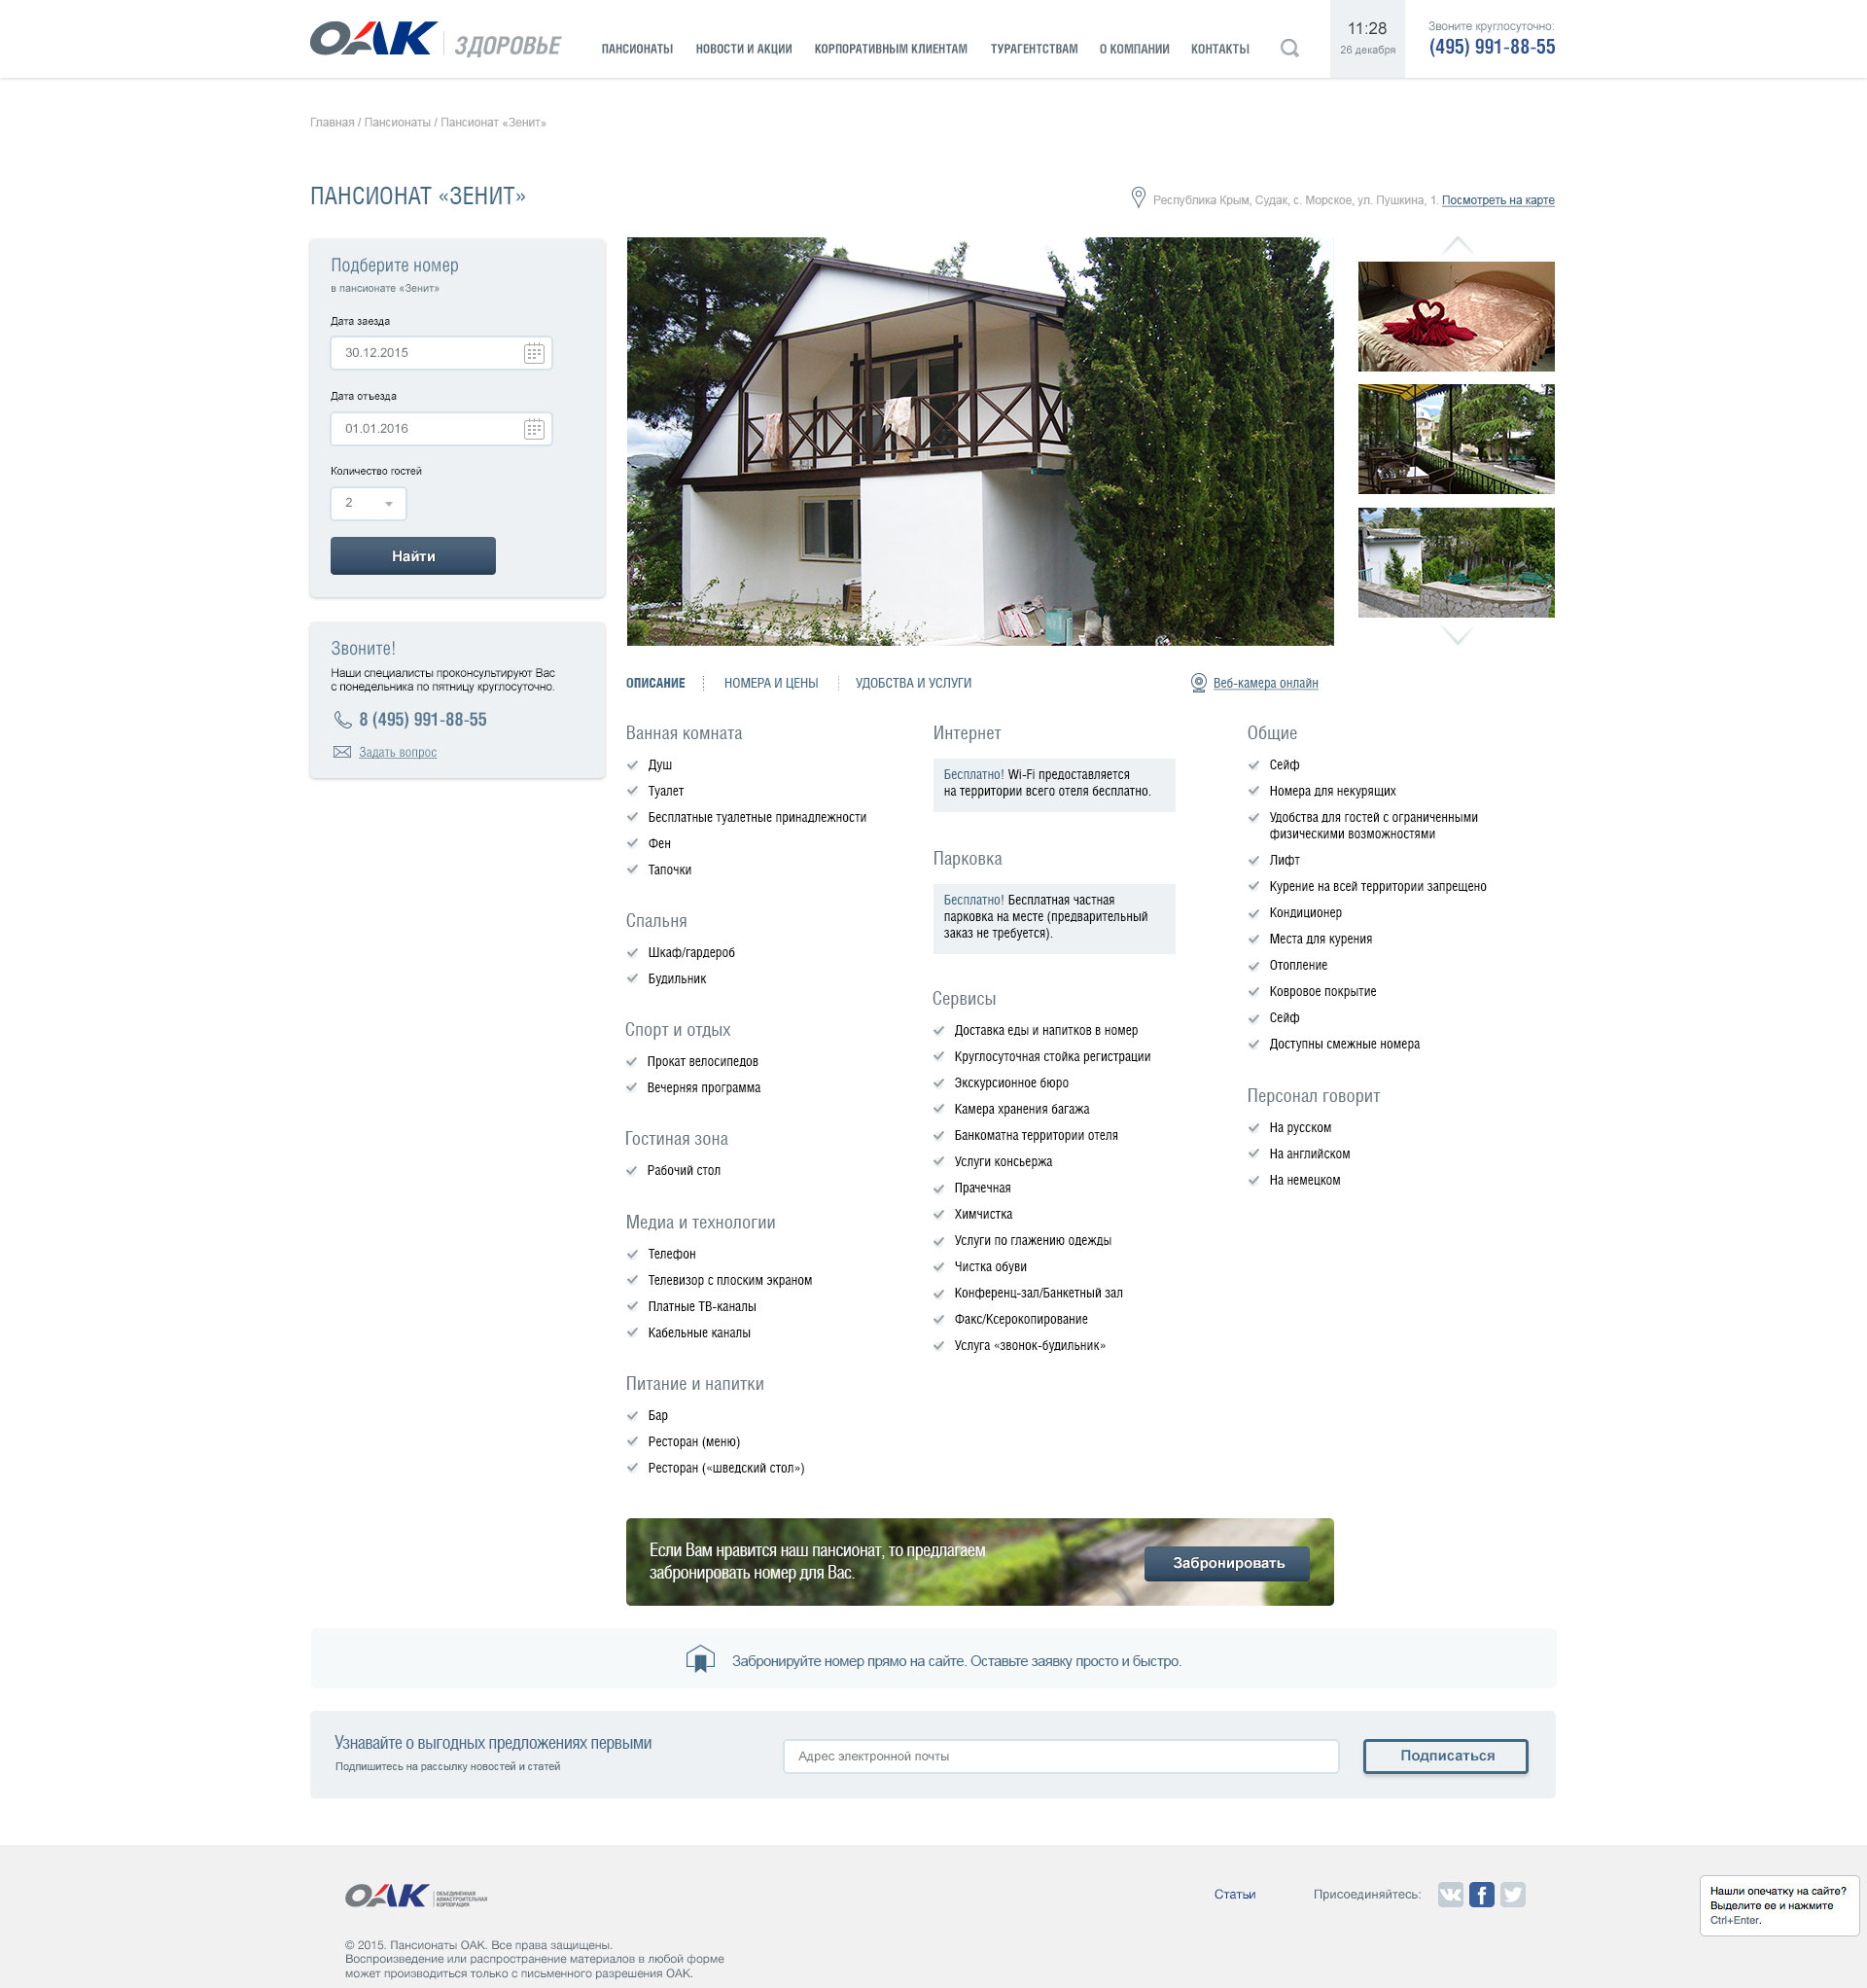 ОАК ЗДОРОВЬЕ
ПАНСИОНАТЫ НОВОСТИ И АКЦИИ КОРПОРАТИВНЫМ КЛИЕНТАМ ТУРАГЕНТСТВАМ О КОМПАНИИ КОНТАКТЫ
11:28
26 декабря
Звоните круглосуточно:
(495) 991-88-55
Главная / Пансионаты / Пансионат «Зенит»
ПАНСИОНАТ «ЗЕНИТ»
Республика Крым, Судак, с. Морское, ул. Пушкина, 1. Посмотреть на карте
Подберите номер
в пансионате «Зенит»
Дата заезда
30.12.2015
Дата отъезда
01.01.2016
Количество гостей
2
Найти
Звоните!
Наши специалисты проконсультируют Вас
с понедельника по пятницу круглосуточно.
8 (495) 991-88-55
Задать вопрос
ОПИСАНИЕ НОМЕРА И ЦЕНЫ УДОБСТВА И УСЛУГИ
Веб-камера онлайн
Ванная комната
Душ
Туалет
Бесплатные туалетные принадлежности
Фен
Тапочки
Спальня
Шкаф/гардероб
Будильник
Спорт и отдых
Прокат велосипедов
Вечерняя программа
Гостиная зона
Рабочий стол
Медиа и технологии
Телефон
Телевизор с плоским экраном
Платные ТВ-каналы
Кабельные каналы
Питание и напитки
Бар
Ресторан (меню)
Ресторан («шведский стол»)
Интернет
Бесплатно! Wi-Fi предоставляется
на территории всего отеля бесплатно.
Парковка
Бесплатно! Бесплатная частная
парковка на месте (предварительный
заказ не требуется).
Сервисы
Доставка еды и напитков в номер
Круглосуточная стойка регистрации
Экскурсионное бюро
Камера хранения багажа
Банкоматна территории отеля
Услуги консьержа
Прачечная
Химчистка
Услуги по глажению одежды
Чистка обуви
Конференц-зал/Банкетный зал
Факс/Ксерокопирование
Услуга «звонок-будильник»
Общие
Сейф
Номера для некурящих
Удобства для гостей с ограниченными
физическими возможностями
Лифт
Курение на всей территории запрещено
Кондиционер
Места для курения
Отопление
Ковровое покрытие
Сейф
Доступны смежные номера
Персонал говорит
На русском
На английском
На немецком
Если Вам нравится наш пансионат, то предлагаем
забронировать номер для Вас.
Забронировать
Забронируйте номер прямо на сайте. Оставьте заявку просто и быстро.
Узнавайте о выгодных предложениях первыми
Подпишитесь на рассылку новостей и статей
Адрес электронной почты
Подписаться
ОАК
ОБЪЕДИНЕННАЯ
АВИАСТРОИТЕЛЬНАЯ
КОРПОРАЦИЯ
Статьи
Присоединяйтесь:
Нашли опечатку на сайте?
Выделите ее и нажмите
Ctrl+Enter.
© 2015. Пансионаты ОАК. Все права защищены.
Воспроизведение или распространение материалов в любой форме
может производиться только с письменного разрешения ОАК.